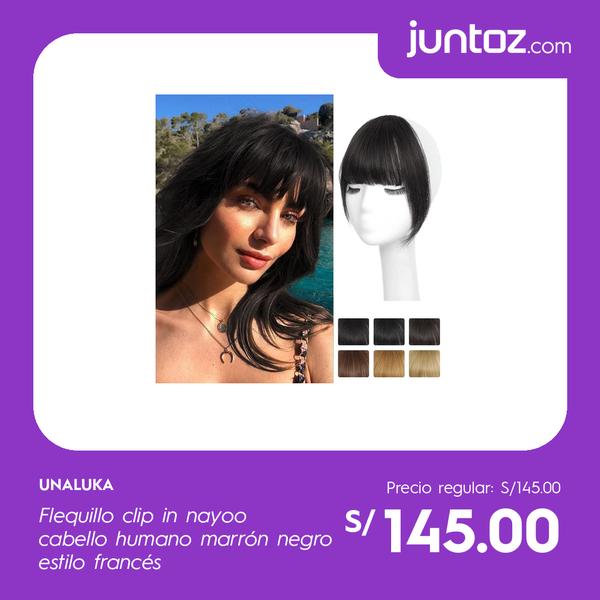 juntoz.com
UNALUKA
Flequillo clip in nayoo
cabello humano marrón negro
estilo francés
Precio regular: S/145.00
S/145.00